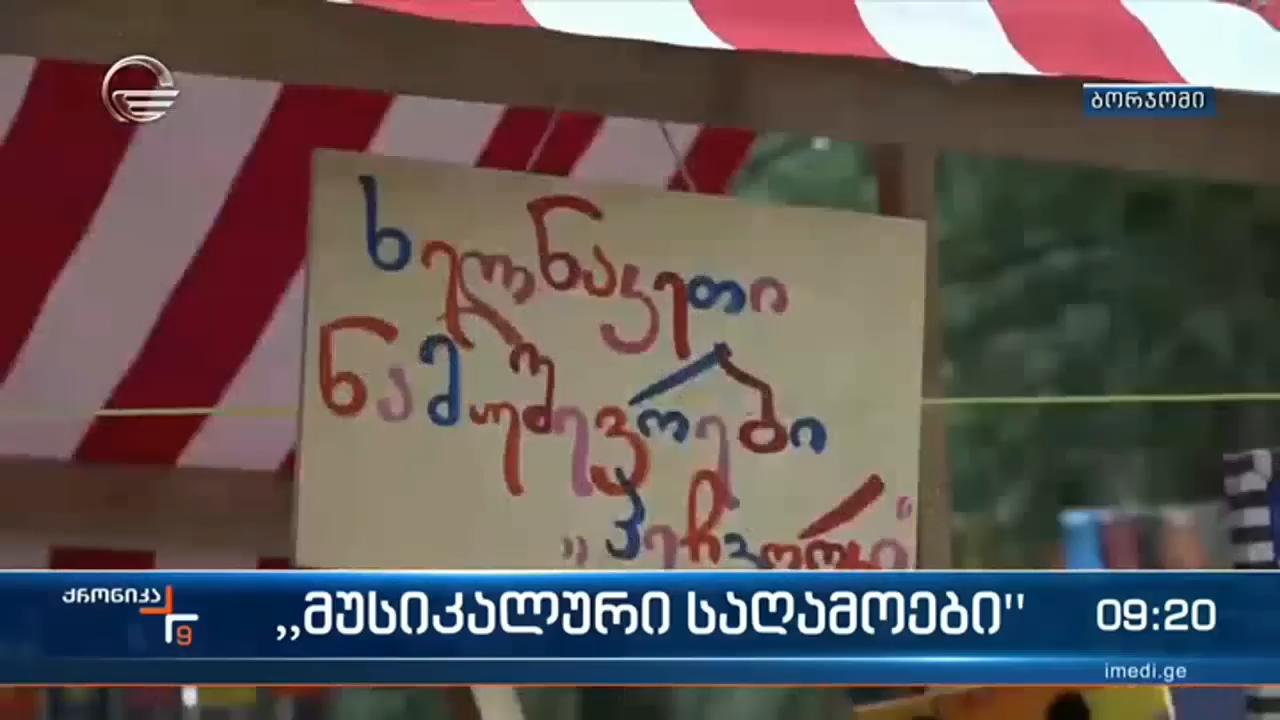 ბორჯომი
ხელნაკეთი
ნამუშევრები
ქრონიკა
9
,,მუსიკალური საღამოები"
09:20
imedi.ge